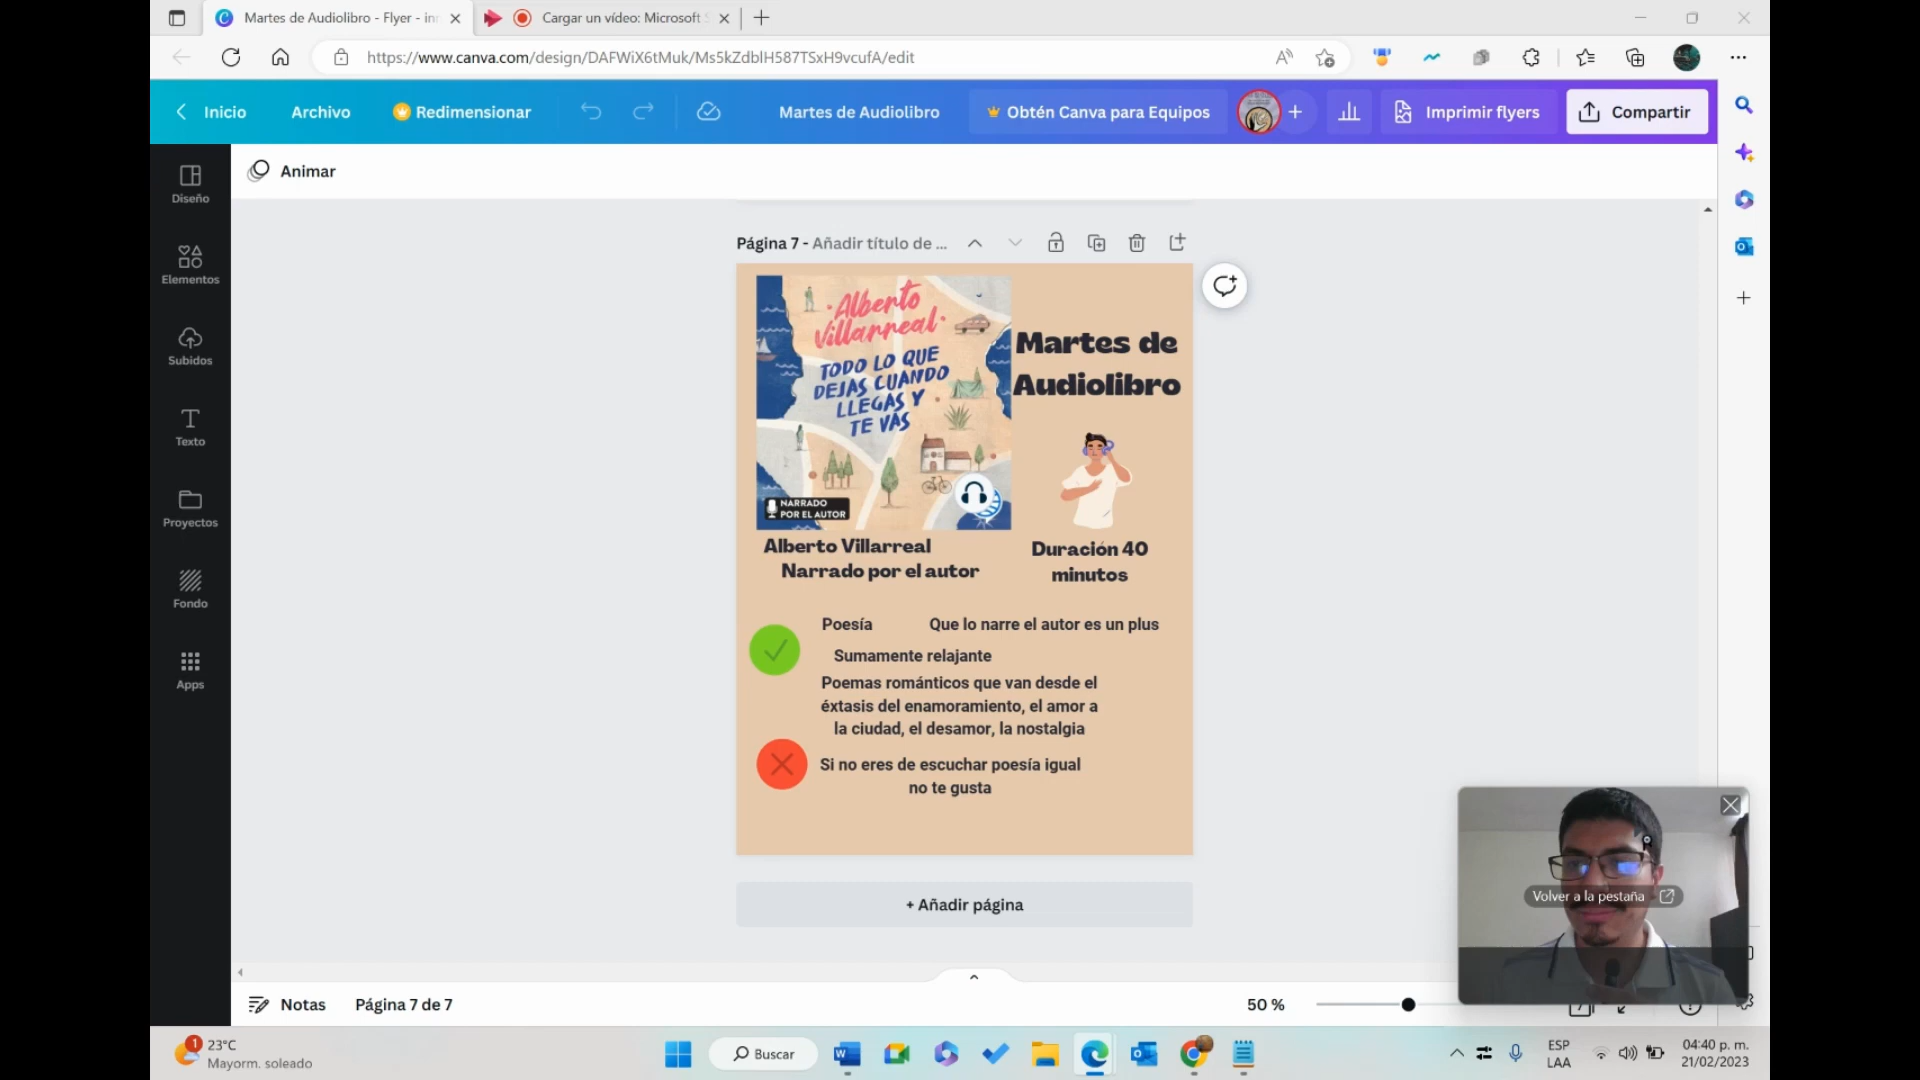 Martes de Audiolibro - Flyer - inn
Cargar un vídeo: Microsoft S
https://www.canva.com/design/DAFWiX6tMuk/Ms5kZdblH587TSxH9vcufA/edit
Inicio
Archivo
Redimensionar
Martes de Audiolibro
Obtén Canva para Equipos
Imprimir flyers
Compartir
Animar
Diseño
Elementos
Subidos
Texto
Proyectos
Fondo
Apps
Página 7 - Añadir título de ...
Alberto
Villarreal
TODO LO QUE
DEJAS CUANDO
LLEGAS Y
TE VAS
NARRADO
POR EL AUTOR
Martes de
Audiolibro
Alberto Villarreal
Narrado por el autor
Duración 40
minutos
Poesía
Que lo narre el autor es un plus
Sumamente relajante
Poemas románticos que van desde el
éxtasis del enamoramiento, el amor a
la ciudad, el desamor, la nostalgia
Si no eres de escuchar poesía igual
no te gusta
+ Añadir página
Volver a la pestaña
Notas
Página 7 de 7
50 %
1
23°C
Mayorm. soleado
Buscar
ESP
LAA
04:40 p. m.
21/02/2023